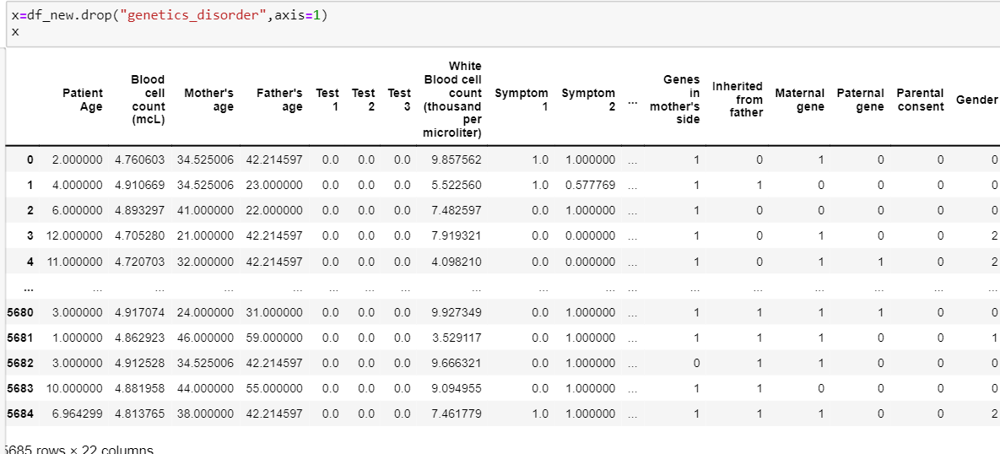 x=df_new.drop("genetics_disorder",axis=1)
x
Patient Age Blood cell count (mcL) Mother's age Father's age Test 1 Test 2 Test 3 White Blood cell count (thousand per microliter) Symptom 1 Symptom 2 ... Genes in mother's side Inherited from father Maternal gene Paternal gene Parental consent Gender
0 2.000000 4.760603 34.525006 42.214597 0.0 0.0 0.0 9.857562 1.0 1.000000 ... 1 0 1 0 0 0
1 4.000000 4.910669 34.525006 23.000000 0.0 0.0 0.0 5.522560 1.0 0.577769 ... 1 1 0 0 0 0
2 6.000000 4.893297 41.000000 22.000000 0.0 0.0 0.0 7.482597 0.0 1.000000 ... 1 0 0 0 0 0
3 12.000000 4.705280 21.000000 42.214597 0.0 0.0 0.0 7.919321 0.0 0.000000 ... 1 0 1 0 0 2
4 11.000000 4.720703 32.000000 42.214597 0.0 0.0 0.0 4.098210 0.0 0.000000 ... 1 0 1 1 0 2
... ... ... ... ... ... ... ... ... ... ... ... ... ... ... ... ... ...
5680 3.000000 4.917074 24.000000 31.000000 0.0 0.0 0.0 9.927349 0.0 1.000000 ... 1 1 1 1 0 0
5681 1.000000 4.862923 46.000000 59.000000 0.0 0.0 0.0 3.529117 0.0 1.000000 ... 1 1 1 0 0 1
5682 3.000000 4.912528 34.525006 42.214597 0.0 0.0 0.0 9.666321 0.0 1.000000 ... 0 1 1 0 0 0
5683 10.000000 4.881958 44.000000 55.000000 0.0 0.0 0.0 9.094955 0.0 1.000000 ... 1 1 0 0 0 0
5684 6.964299 4.813765 38.000000 42.214597 0.0 0.0 0.0 7.461779 1.0 1.000000 ... 1 1 1 0 0 2
5685 rows × 22 columns